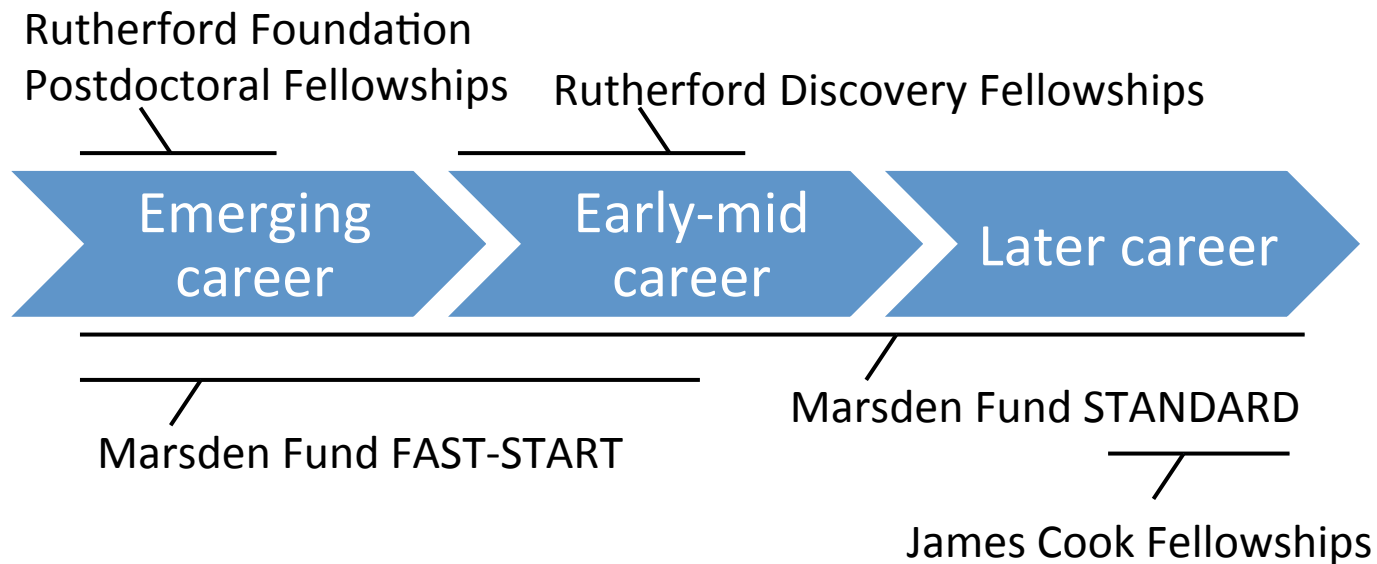 Rutherford Foundation
Postdoctoral Fellowships
Rutherford Discovery Fellowships
Emerging
career
Early-mid
career
Later career
Marsden Fund STANDARD
Marsden Fund FAST-START
James Cook Fellowships